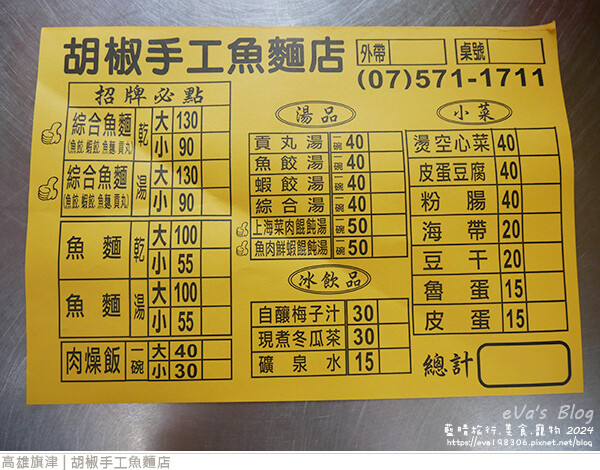 胡椒手工魚麵店
外帶
桌號
(07)571-1711
招牌必點
綜合魚麵 乾 大 130
(魚餃.蝦餃.魚麵.貢丸) 小 90
綜合魚麵 湯 大 130
(魚餃.蝦餃.魚麵.貢丸) 小 90
魚麵 乾 大 100
小 55
魚麵 湯 大 100
小 55
肉燥飯 一碗 大 40
小 30
湯品
貢丸湯 一碗 40
魚餃湯 一碗 40
蝦餃湯 一碗 40
綜合湯 一碗 40
上海菜肉餛飩湯 一碗 50
魚肉鮮蝦餛飩湯 一碗 50
冰飲品
自釀梅子汁 30
現煮冬瓜茶 30
礦泉水 15
小菜
燙空心菜 40
皮蛋豆腐 40
粉腸 40
海帶 20
豆干 20
魯蛋 15
皮蛋 15
總計
eVa's Blog
藍晴旅行.美食.寵物 2024
https://eva198306.pixnet.net/blog
高雄旗津 | 胡椒手工魚麵店